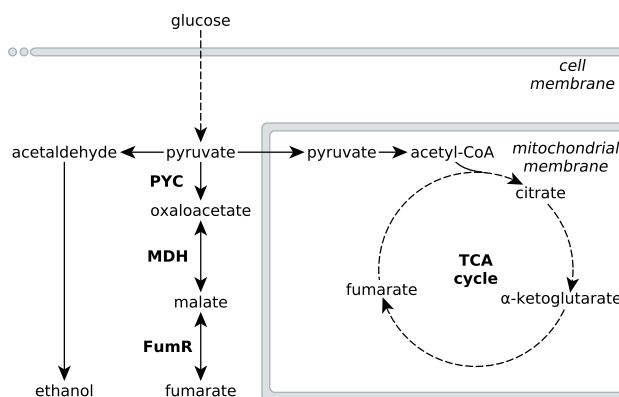 glucose
cell
membrane
acetaldehyde
pyruvate
pyruvate
acetyl-CoA
mitochondrial
membrane
PYC
citrate
oxaloacetate
MDH
TCA
cycle
fumarate
α-ketoglutarate
malate
FumR
ethanol
fumarate